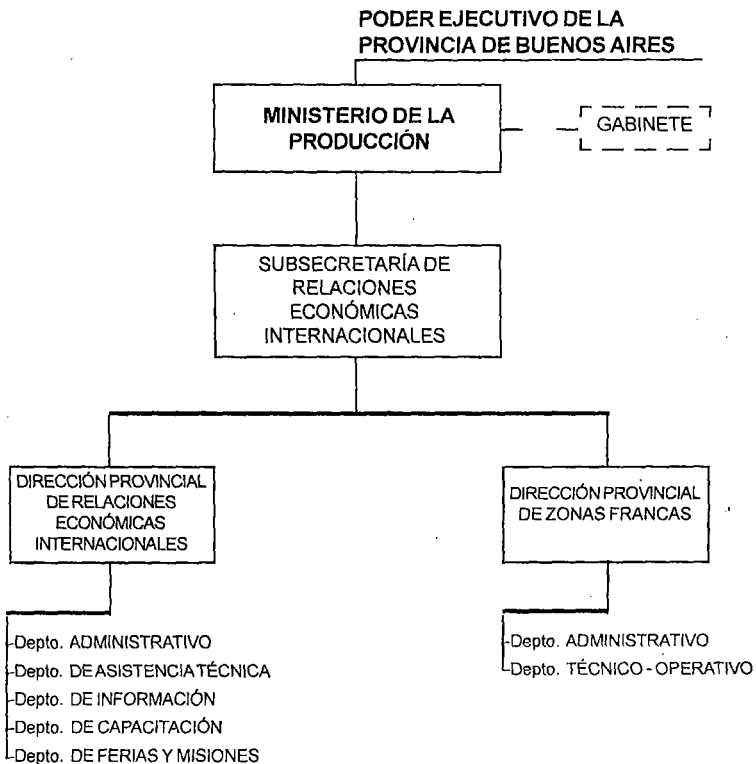 PODER EJECUTIVO DE LA
PROVINCIA DE BUENOS AIRES
MINISTERIO DE LA
PRODUCCIÓN
GABINETE
SUBSECRETARÍA DE
RELACIONES
ECONÓMICAS
INTERNACIONALES
DIRECCIÓN PROVINCIAL
DE RELACIONES
ECONÓMICAS
INTERNACIONALES
DIRECCIÓN PROVINCIAL
DE ZONAS FRANCAS
Depto. ADMINISTRATIVO
Depto. DE ASISTENCIA TÉCNICA
Depto. DE INFORMACIÓN
Depto. DE CAPACITACIÓN
Depto. DE FERIAS Y MISIONES
Depto. ADMINISTRATIVO
Depto. TÉCNICO - OPERATIVO